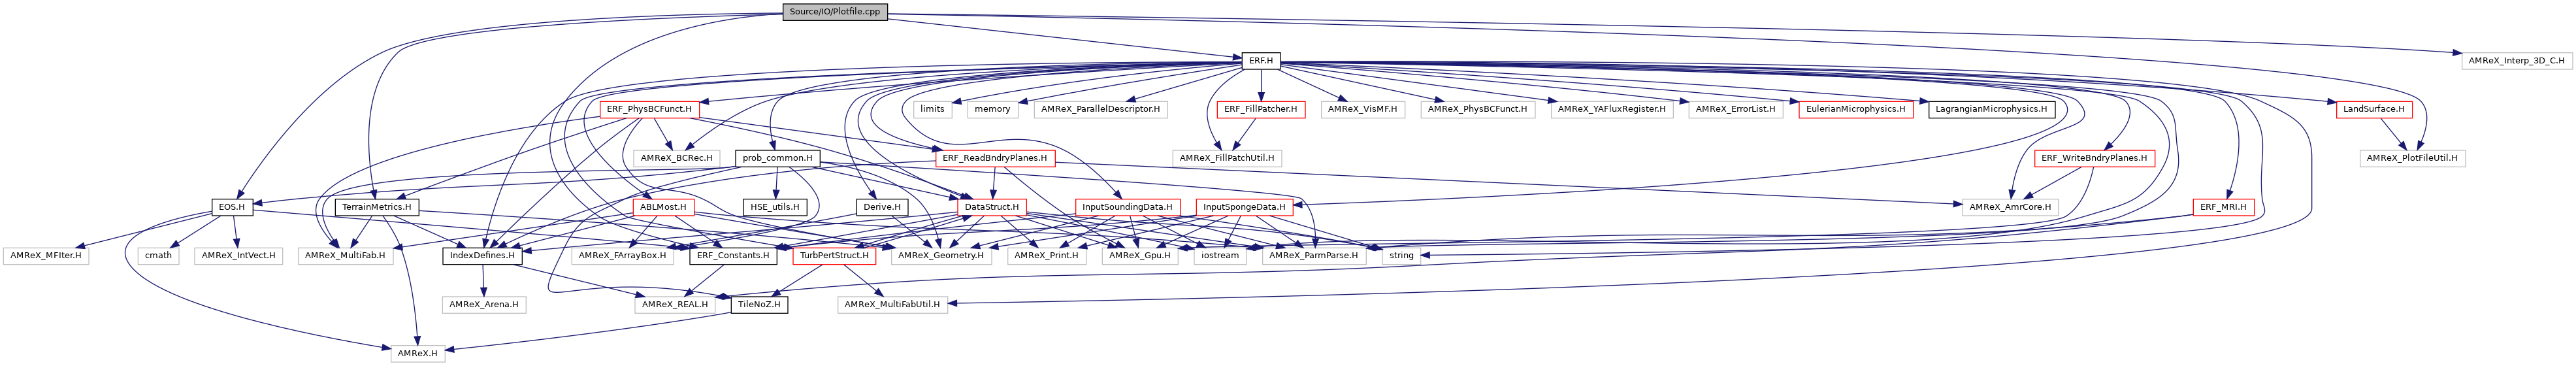 Source/IO/Plotfile.cpp
ERF.H
AMReX_Interp_3D_C.H
ERF_PhysBCFunct.H
limits
memory
AMReX_ParallelDescriptor.H
ERF_FillPatcher.H
AMReX_VisMF.H
AMReX_PhysBCFunct.H
AMReX_YAFluxRegister.H
AMReX_ErrorList.H
EulerianMicrophysics.H
LagrangianMicrophysics.H
LandSurface.H
AMReX_BCRec.H
prob_common.H
ERF_ReadBndryPlanes.H
AMReX_FillPatchUtil.H
ERF_WriteBndryPlanes.H
AMReX_PlotFileUtil.H
EOS.H
TerrainMetrics.H
ABLMost.H
HSE_utils.H
Derive.H
DataStruct.H
InputSoundingData.H
InputSpongeData.H
AMReX_AmrCore.H
ERF_MRI.H
AMReX_MFIter.H
cmath
AMReX_IntVect.H
AMReX_MultiFab.H
IndexDefines.H
AMReX_FArrayBox.H
ERF_Constants.H
TurbPertStruct.H
AMReX_Geometry.H
AMReX_Print.H
AMReX_Gpu.H
iostream
AMReX_ParmParse.H
string
AMReX_Arena.H
AMReX_REAL.H
TileNoZ.H
AMReX_MultiFabUtil.H
AMReX.H